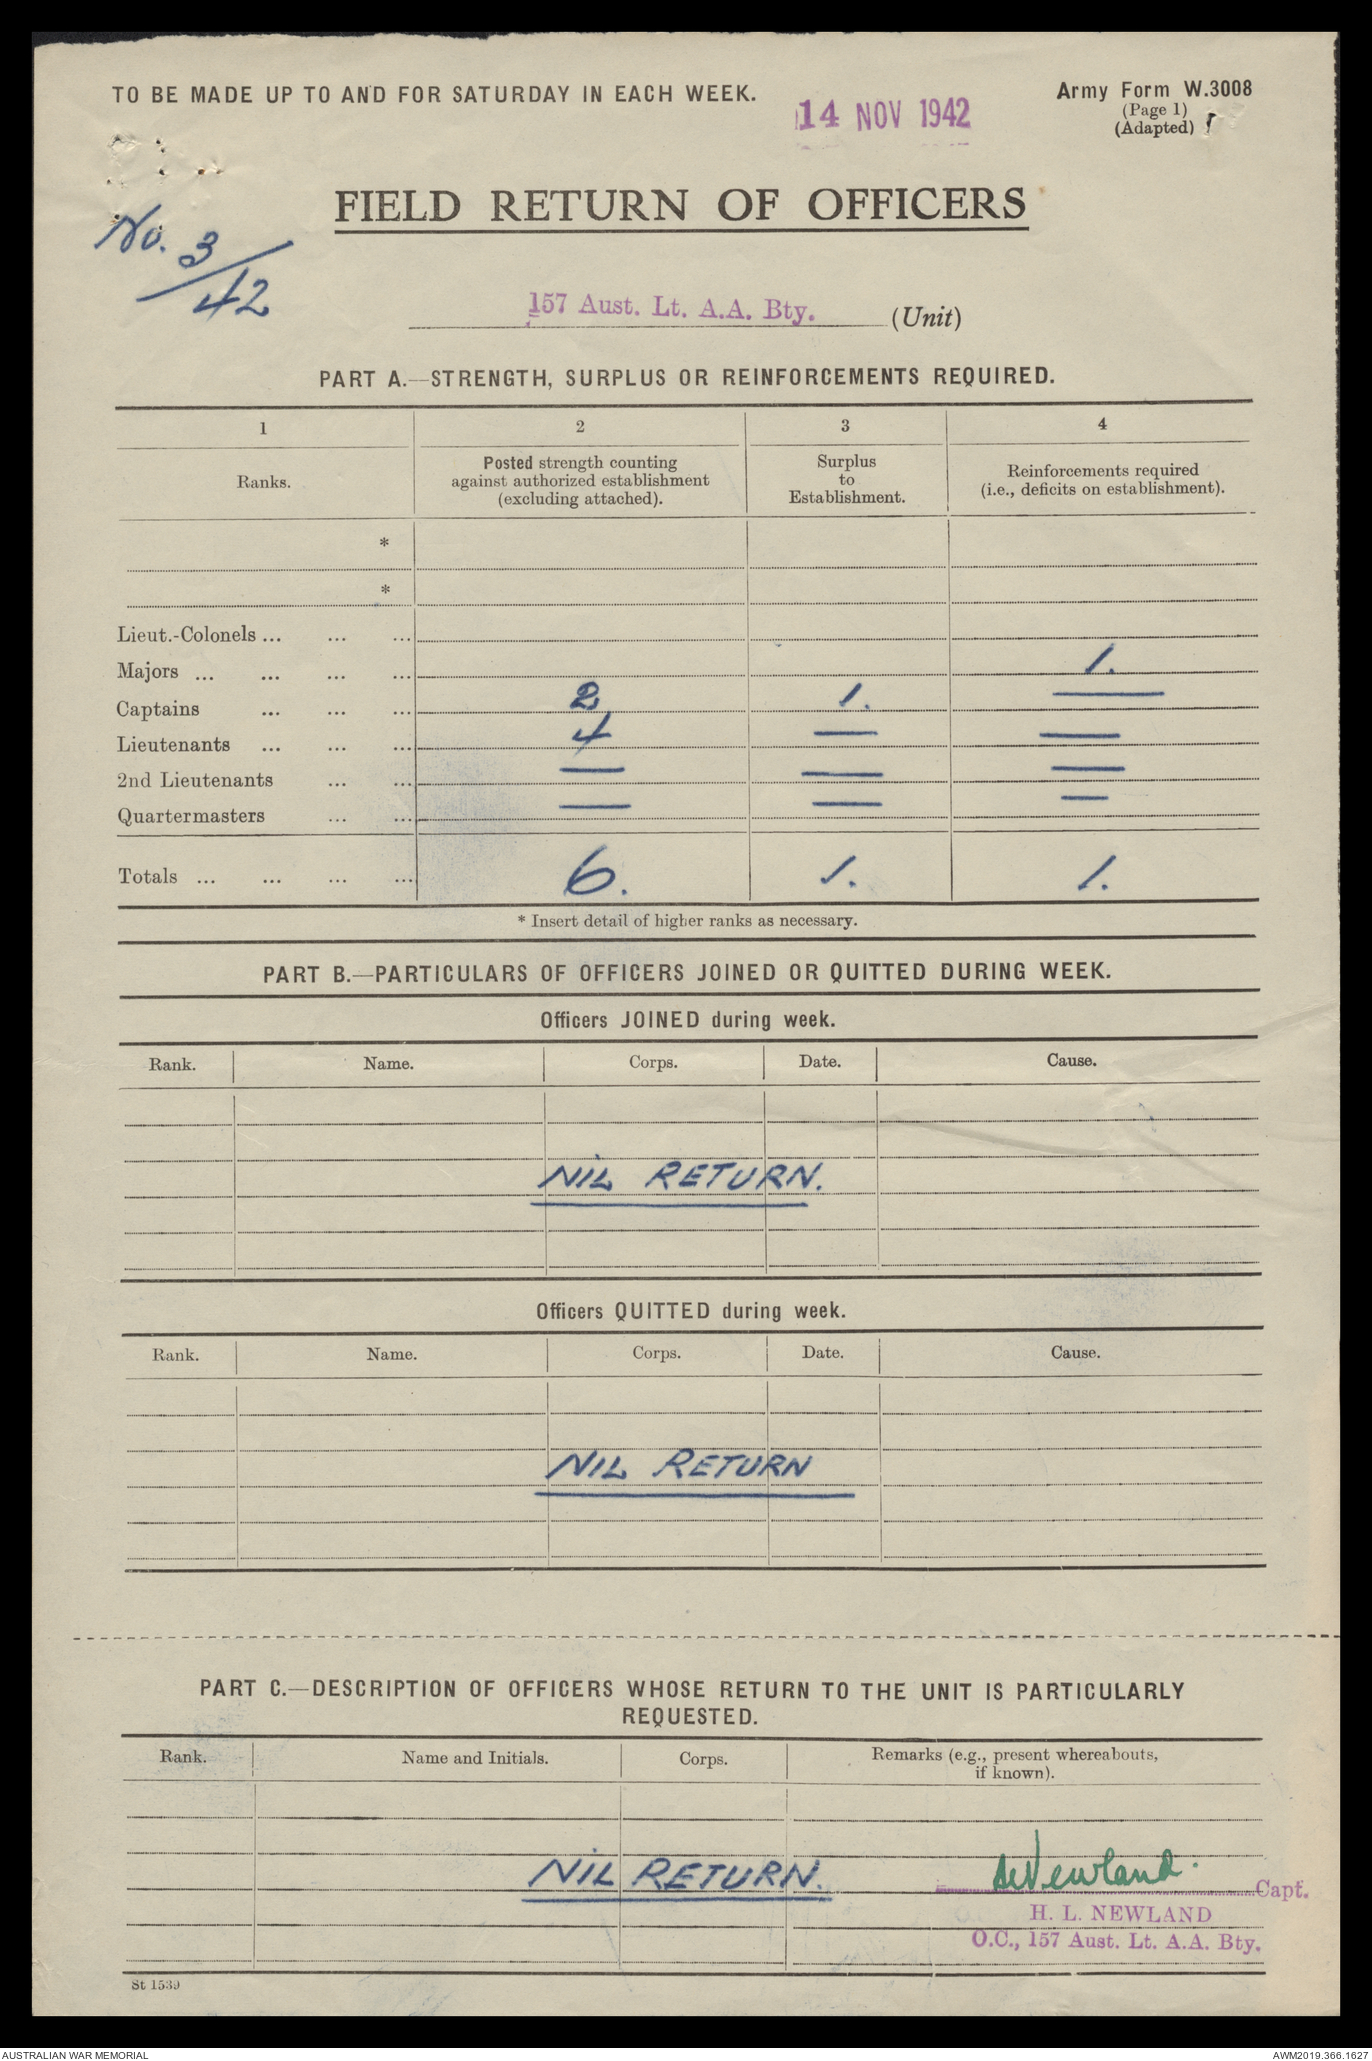 TO BE MADE UP TO AND FOR SATURDAY IN EACH WEEK.
14 NOV 1942
Army Form W.3008
(Page 1)
(Adapted)
FIELD RETURN OF OFFICERS
No. 3/42
157 Aust. Lt. A.A. Bty. (Unit)
PART A.—STRENGTH, SURPLUS OR REINFORCEMENTS REQUIRED.
1 2 3 4
Ranks. Posted strength counting against authorized establishment (excluding attached). Surplus to Establishment. Reinforcements required (i.e., deficits on establishment).
*
*
Lieut.-Colonels ... ... ...
Majors ... ... ... ... 1.
Captains ... ... ... 2 1. —
Lieutenants ... ... ... 4 — —
2nd Lieutenants ... ... — — —
Quartermasters ... ... — — —
Totals ... ... ... ... 6. 1. 1.
* Insert detail of higher ranks as necessary.
PART B.—PARTICULARS OF OFFICERS JOINED OR QUITTED DURING WEEK.
Officers JOINED during week.
Rank. Name. Corps. Date. Cause.
NIL RETURN.
Officers QUITTED during week.
Rank. Name. Corps. Date. Cause.
NIL RETURN
PART C.—DESCRIPTION OF OFFICERS WHOSE RETURN TO THE UNIT IS PARTICULARLY
REQUESTED.
Rank. Name and Initials. Corps. Remarks (e.g., present whereabouts, if known).
NIL RETURN.
Newland. Capt.
H. L. NEWLAND
O.C., 157 Aust. Lt. A.A. Bty.
St 1539
AUSTRALIAN WAR MEMORIAL
AWM2019.366.1627